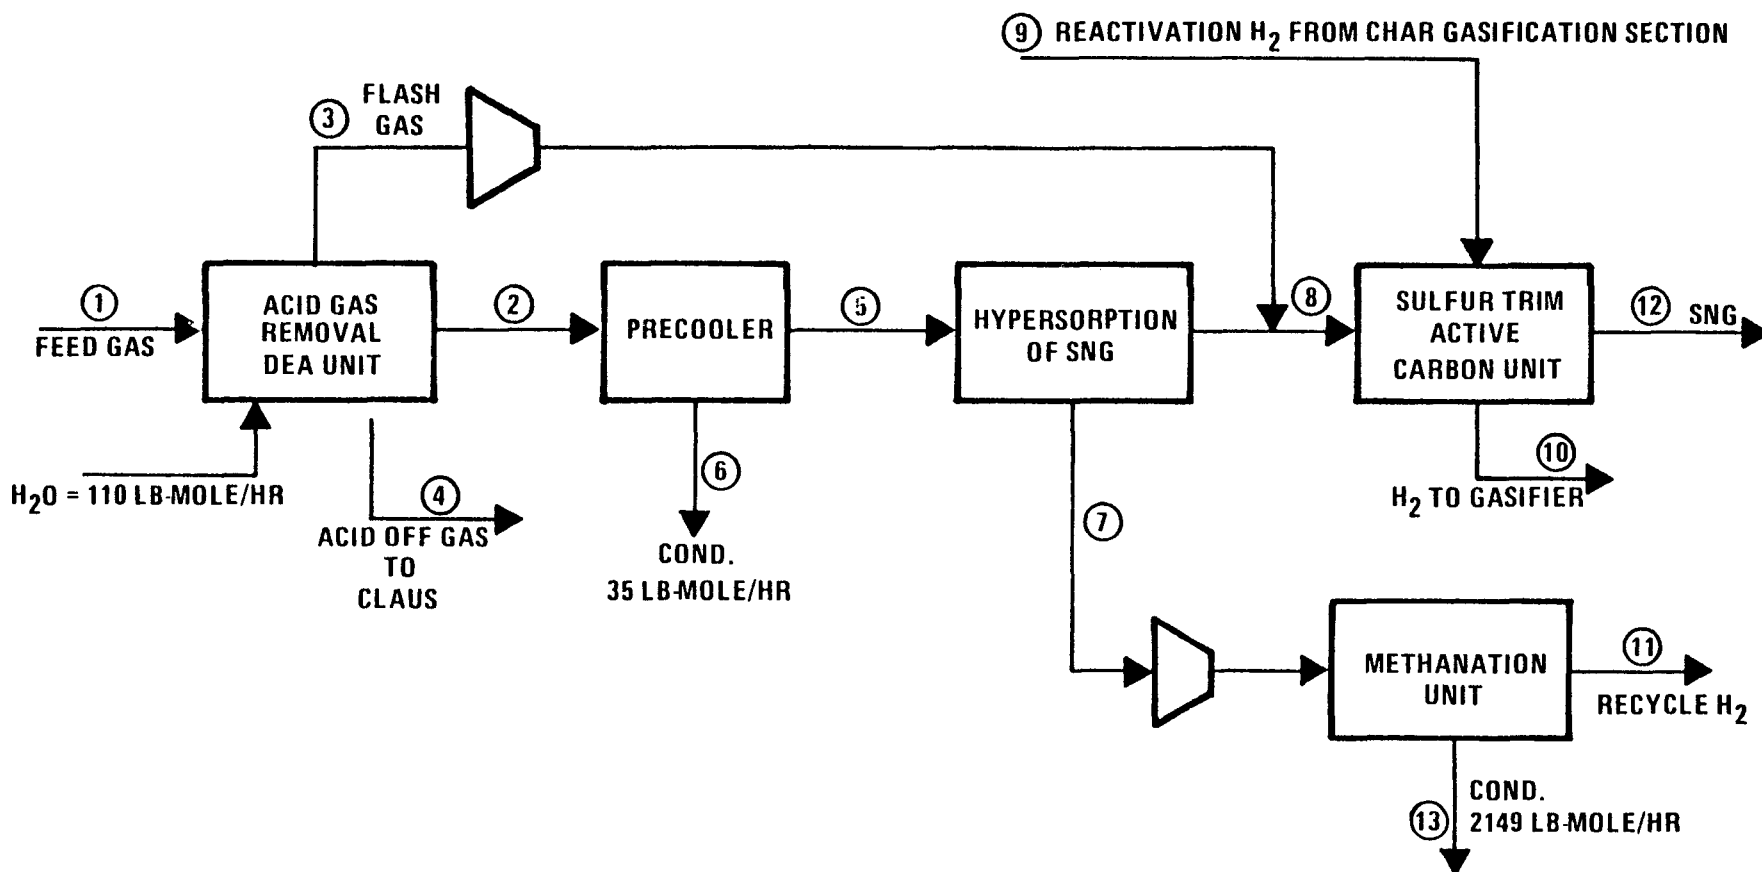 ⑨ REACTIVATION H₂ FROM CHAR GASIFICATION SECTION
③ FLASH
GAS
①
FEED GAS
ACID GAS
REMOVAL
DEA UNIT
②
PRECOOLER
⑤
HYPERSORPTION
OF SNG
⑧
SULFUR TRIM
ACTIVE
CARBON UNIT
⑫ SNG
H₂O = 110 LB-MOLE/HR
④
ACID OFF GAS
TO
CLAUS
⑥
COND.
35 LB-MOLE/HR
⑦
⑩
H₂ TO GASIFIER
METHANATION
UNIT
⑪
RECYCLE H₂
⑬ COND.
2149 LB-MOLE/HR